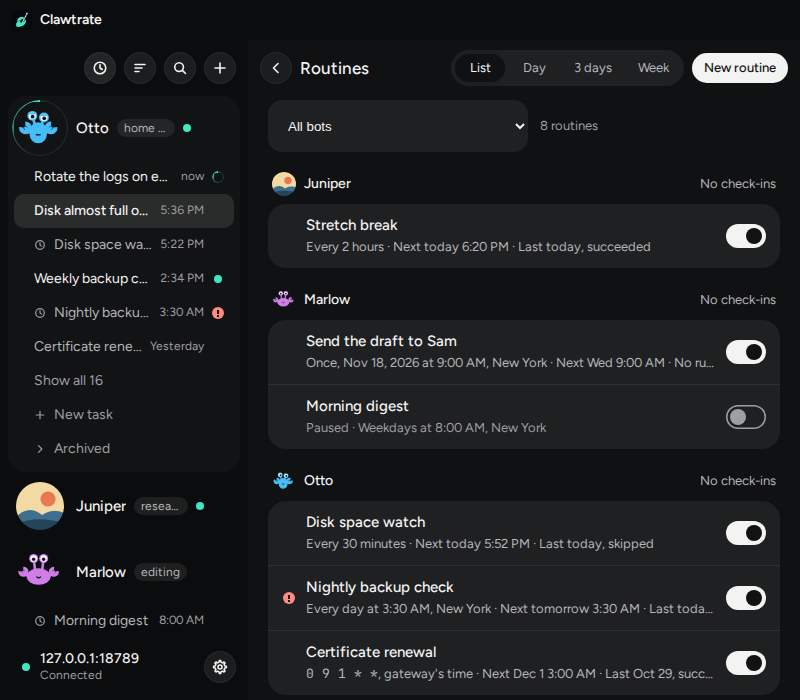 Clawtrate
Routines
List
Day
3 days
Week
New routine
All bots
8 routines
Otto
home ...
Rotate the logs on e... now
Disk almost full o... 5:36 PM
Disk space wa... 5:22 PM
Weekly backup c... 2:34 PM
Nightly backu... 3:30 AM
Certificate rene... Yesterday
Show all 16
New task
Archived
Juniper
resea...
Marlow
editing
Morning digest 8:00 AM
127.0.0.1:18789
Connected
Juniper
No check-ins
Stretch break
Every 2 hours · Next today 6:20 PM · Last today, succeeded
Marlow
No check-ins
Send the draft to Sam
Once, Nov 18, 2026 at 9:00 AM, New York · Next Wed 9:00 AM · No ru...
Morning digest
Paused · Weekdays at 8:00 AM, New York
Otto
No check-ins
Disk space watch
Every 30 minutes · Next today 5:52 PM · Last today, skipped
Nightly backup check
Every day at 3:30 AM, New York · Next tomorrow 3:30 AM · Last toda...
Certificate renewal
0 9 1 * *, gateway's time · Next Dec 1 3:00 AM · Last Oct 29, succ...